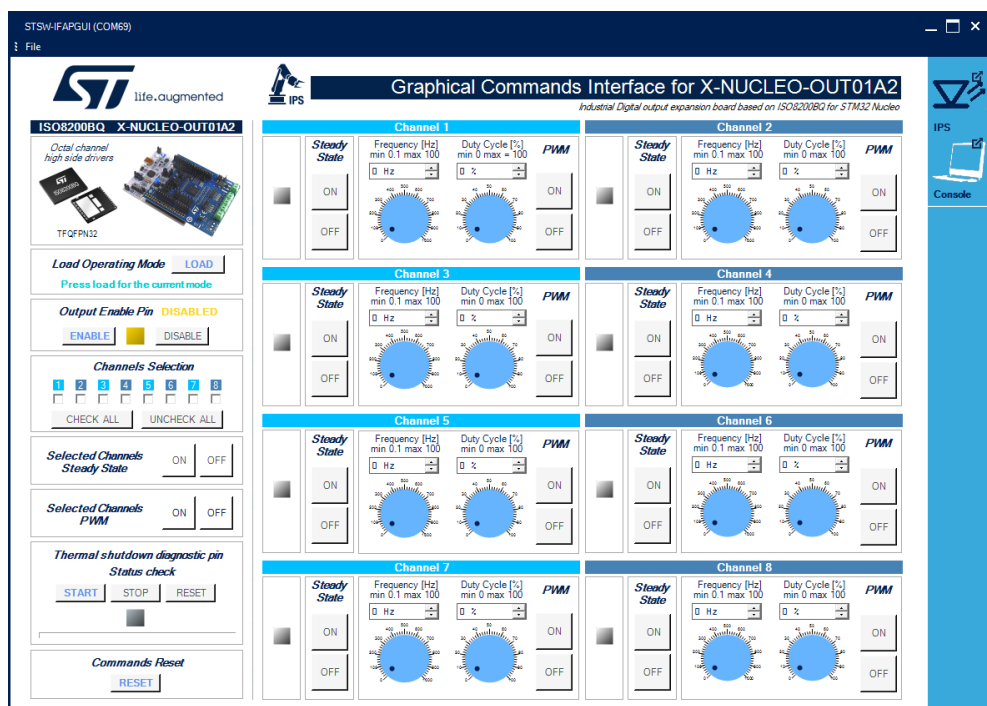 STSW-IFAPGUI (COM69)
File
life.augmented
IPS
Graphical Commands Interface for X-NUCLEO-OUT01A2
Industrial Digital output expansion board based on ISO8200BQ for STM32 Nucleo
ISO8200BQ X-NUCLEO-OUT01A2
Octal channel
high side drivers
ISO8200BQ
TFQFPN32
Load Operating Mode LOAD
Press load for the current mode
Output Enable Pin DISABLED
ENABLE DISABLE
Channels Selection
1 2 3 4 5 6 7 8
CHECK ALL UNCHECK ALL
Selected Channels
Steady State
ON OFF
Selected Channels
PWM
ON OFF
Thermal shutdown diagnostic pin
Status check
START STOP RESET
Commands Reset
RESET
Channel 1
Steady State
Frequency [Hz]
min 0.1 max 100
Duty Cycle [%]
min 0 max = 100
PWM
0 Hz 0 %
ON ON
OFF OFF
Channel 2
Steady State
Frequency [Hz]
min 0.1 max 100
Duty Cycle [%]
min 0 max 100
PWM
0 Hz 0 %
ON ON
OFF OFF
Channel 3
Steady State
Frequency [Hz]
min 0.1 max 100
Duty Cycle [%]
min 0 max 100
PWM
0 Hz 0 %
ON ON
OFF OFF
Channel 4
Steady State
Frequency [Hz]
min 0.1 max 100
Duty Cycle [%]
min 0 max 100
PWM
0 Hz 0 %
ON ON
OFF OFF
Channel 5
Steady State
Frequency [Hz]
min 0.1 max 100
Duty Cycle [%]
min 0 max 100
PWM
0 Hz 0 %
ON ON
OFF OFF
Channel 6
Steady State
Frequency [Hz]
min 0.1 max 100
Duty Cycle [%]
min 0 max 100
PWM
0 Hz 0 %
ON ON
OFF OFF
Channel 7
Steady State
Frequency [Hz]
min 0.1 max 100
Duty Cycle [%]
min 0 max 100
PWM
0 Hz 0 %
ON ON
OFF OFF
Channel 8
Steady State
Frequency [Hz]
min 0.1 max 100
Duty Cycle [%]
min 0 max 100
PWM
0 Hz 0 %
ON ON
OFF OFF
IPS
Console